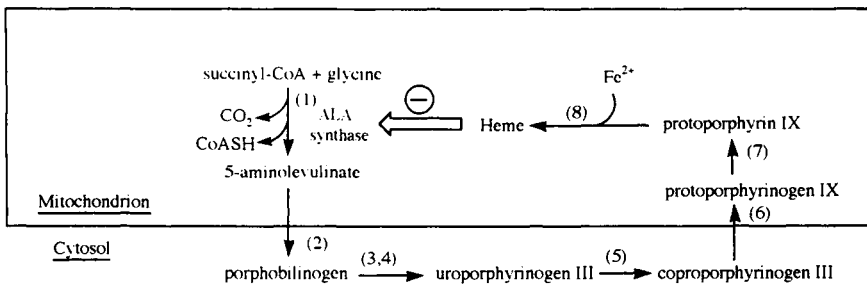 succinyl-CoA + glycine
Fe²⁺
(1)
CO₂
ALA
synthase
CoASH
−
Heme
(8)
protoporphyrin IX
(7)
5-aminolevulinate
protoporphyrinogen IX
Mitochondrion
(6)
Cytosol
(2)
porphobilinogen
(3,4)
uroporphyrinogen III
(5)
coproporphyrinogen III